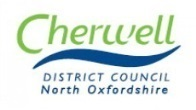 Cherwell
DISTRICT COUNCIL
North Oxfordshire